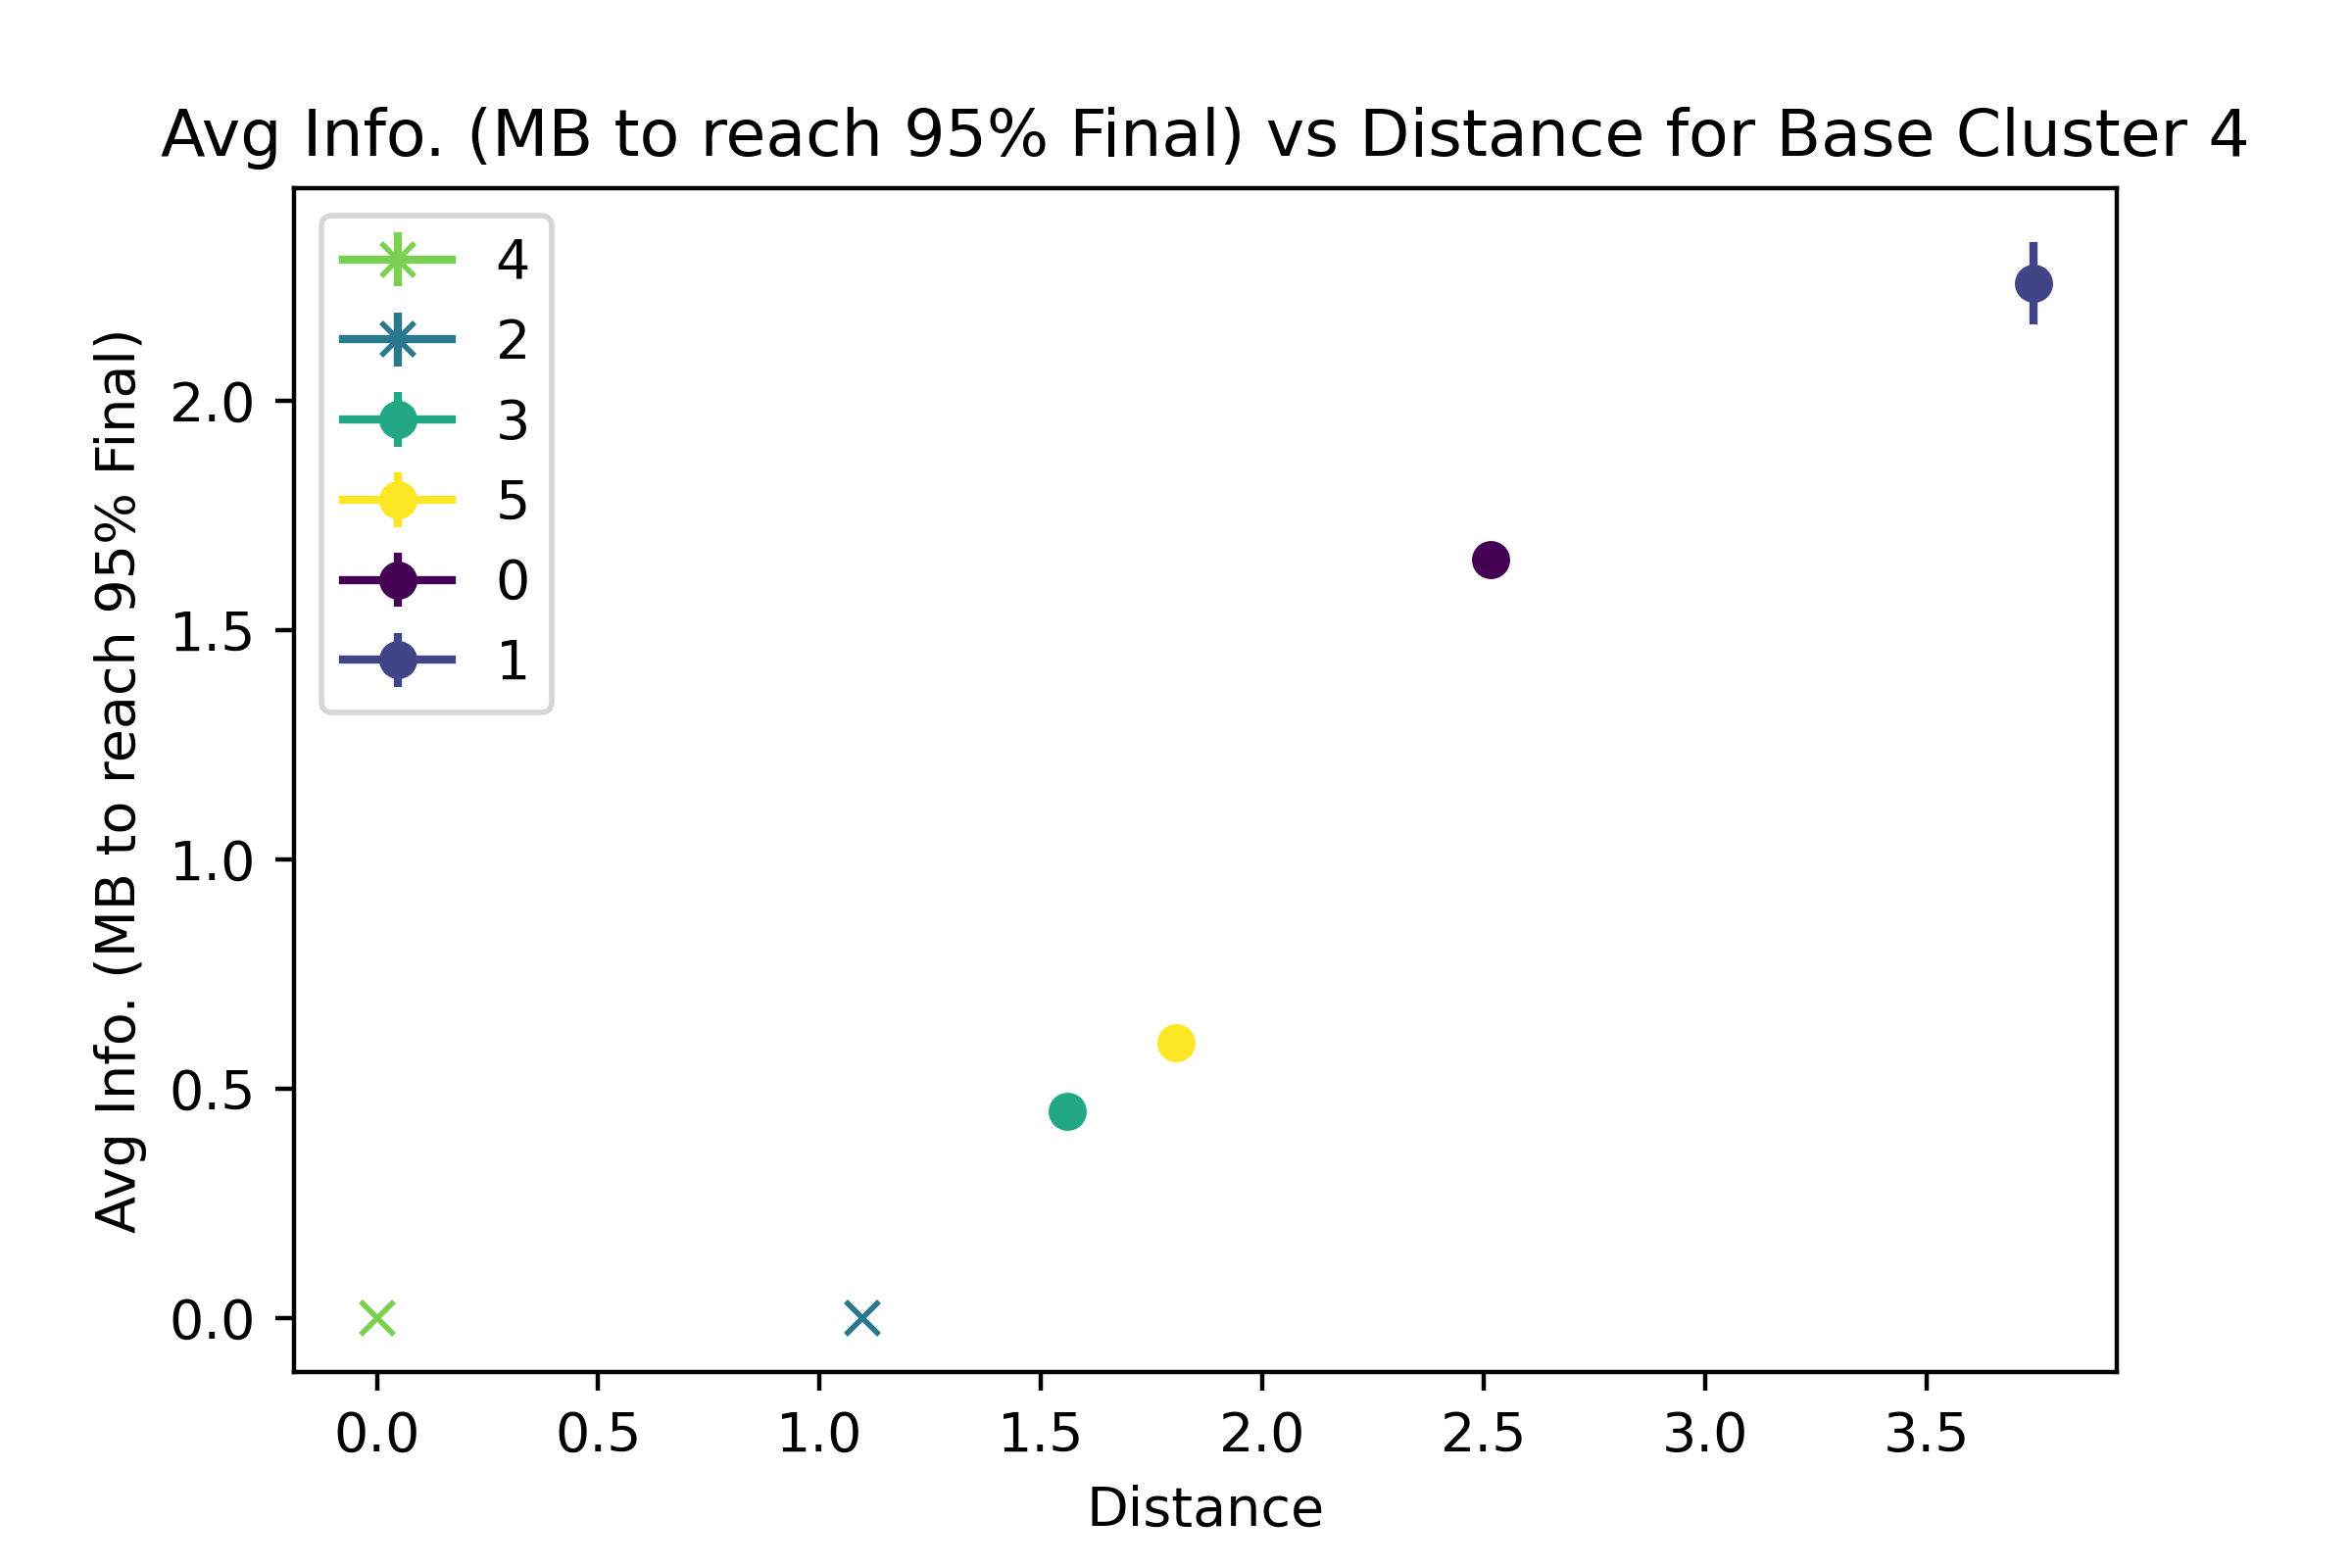 Avg Info. (MB to reach 95% Final) vs Distance for Base Cluster 4
Avg Info. (MB to reach 95% Final)
4
2
3
5
0
1
2.0
1.5
1.0
0.5
0.0
0.0 0.5 1.0 1.5 2.0 2.5 3.0 3.5
Distance